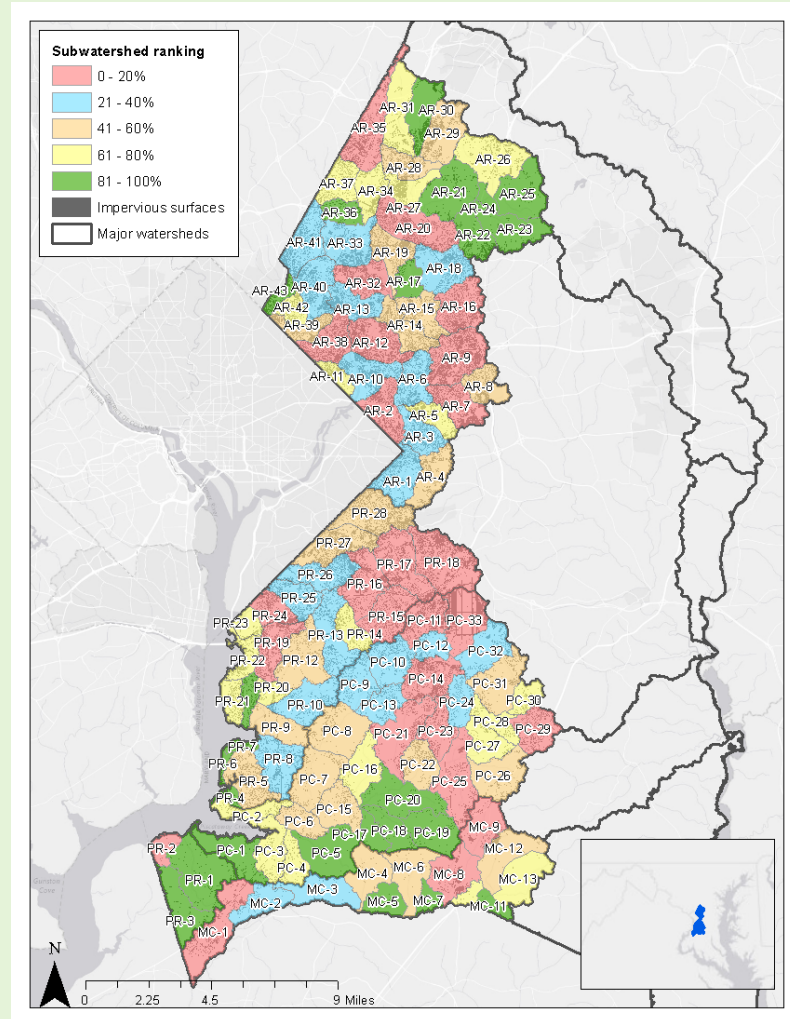 Subwatershed ranking
0 - 20%
21 - 40%
41 - 60%
61 - 80%
81 - 100%
Impervious surfaces
Major watersheds
AR-31
AR-30
AR-35
AR-29
AR-28
AR-26
AR-37
AR-34
AR-21
AR-25
AR-36
AR-27
AR-24
AR-20
AR-22
AR-23
AR-41
AR-33
AR-19
AR-18
AR-43
AR-40
AR-32
AR-17
AR-42
AR-13
AR-15
AR-16
AR-39
AR-14
AR-38
AR-12
AR-9
AR-11
AR-10
AR-6
AR-8
AR-2
AR-5
AR-7
AR-3
AR-1
AR-4
PR-28
PR-27
PR-17
PR-18
PR-26
PR-16
PR-25
PR-24
PR-15
PC-11
PC-33
PR-23
PR-19
PR-13
PR-14
PC-12
PC-32
PR-22
PR-12
PC-10
PC-14
PR-21
PR-20
PC-9
PC-31
PR-10
PC-13
PC-24
PC-30
PR-9
PC-8
PC-21
PC-23
PC-28
PC-29
PR-7
PR-8
PC-27
PR-6
PR-5
PC-7
PC-16
PC-22
PC-25
PC-26
PR-4
PC-20
PC-2
PC-15
PC-6
PC-17
PC-18
PC-19
MC-9
PR-2
PC-1
PC-3
PC-5
MC-12
PR-1
PC-4
MC-4
MC-6
MC-8
MC-13
MC-3
MC-2
MC-5
MC-7
MC-11
PR-3
MC-1
N
0
2.25
4.5
9 Miles